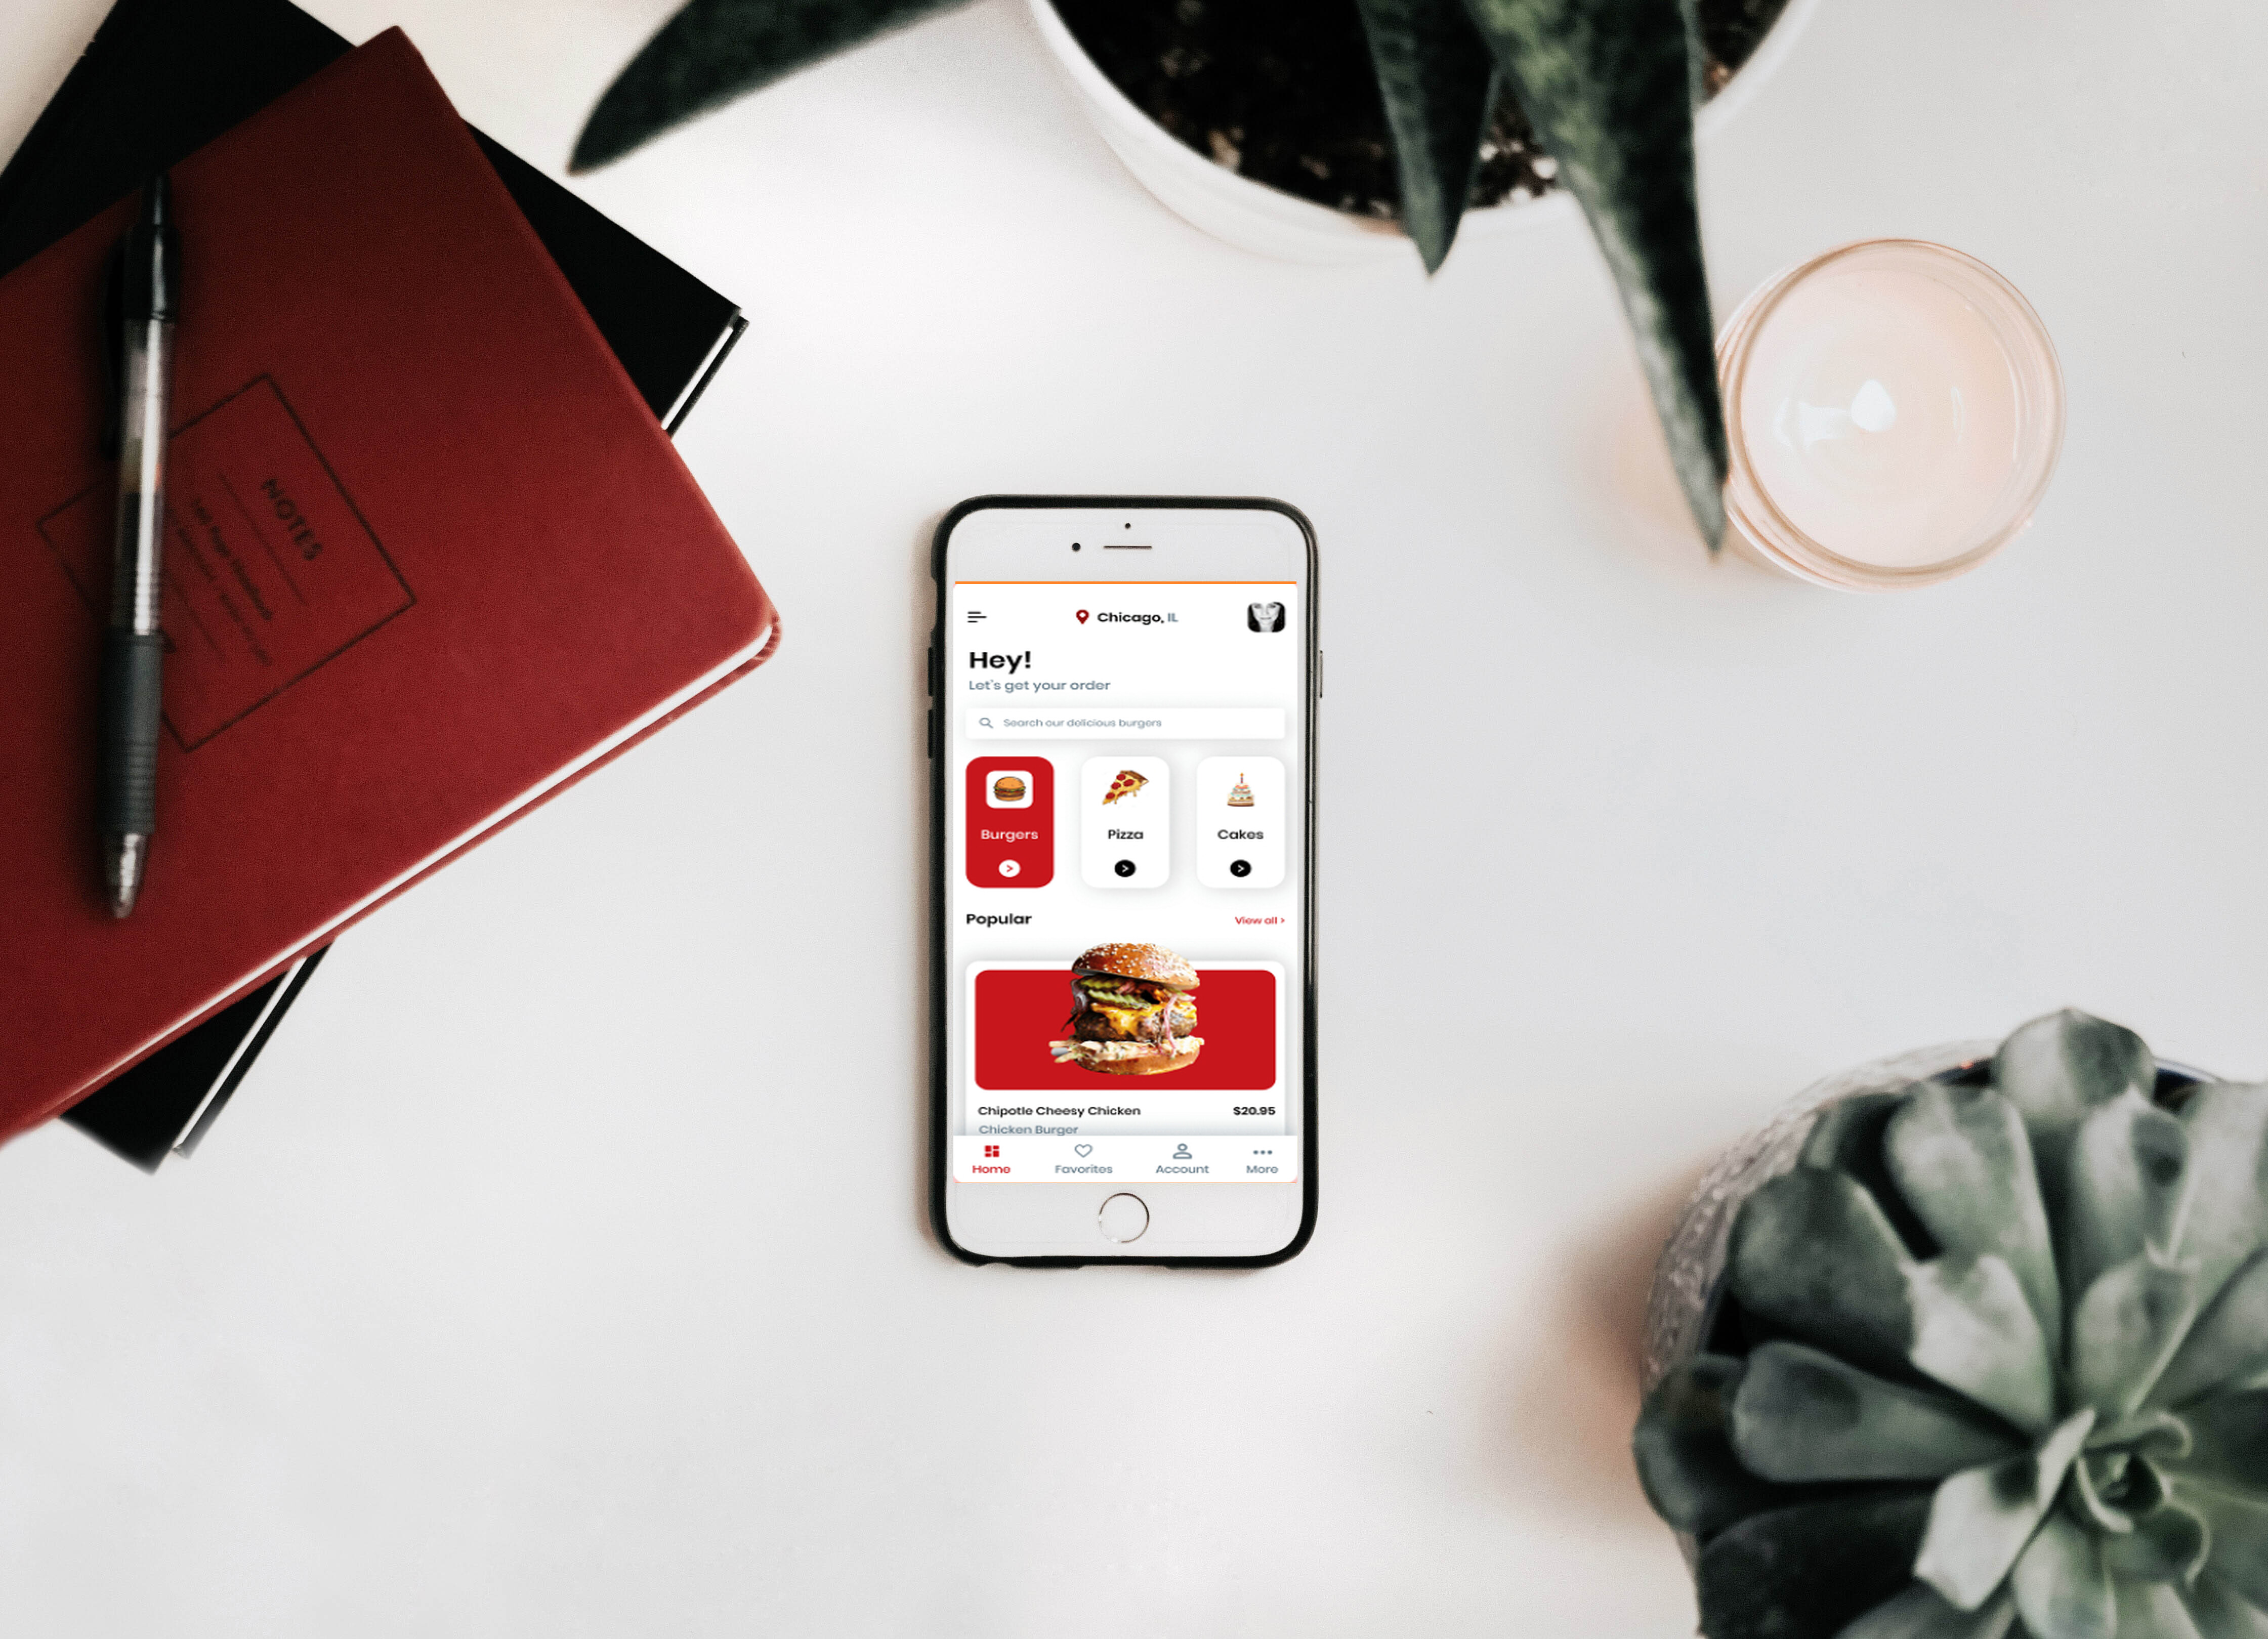 NOTES
Chicago, IL
Hey!
Let's get your order
Search our delicious burgers
Burgers
Pizza
Cakes
Popular
View all >
Chipotle Cheesy Chicken
$20.95
Chicken Burger
Home
Favorites
Account
More